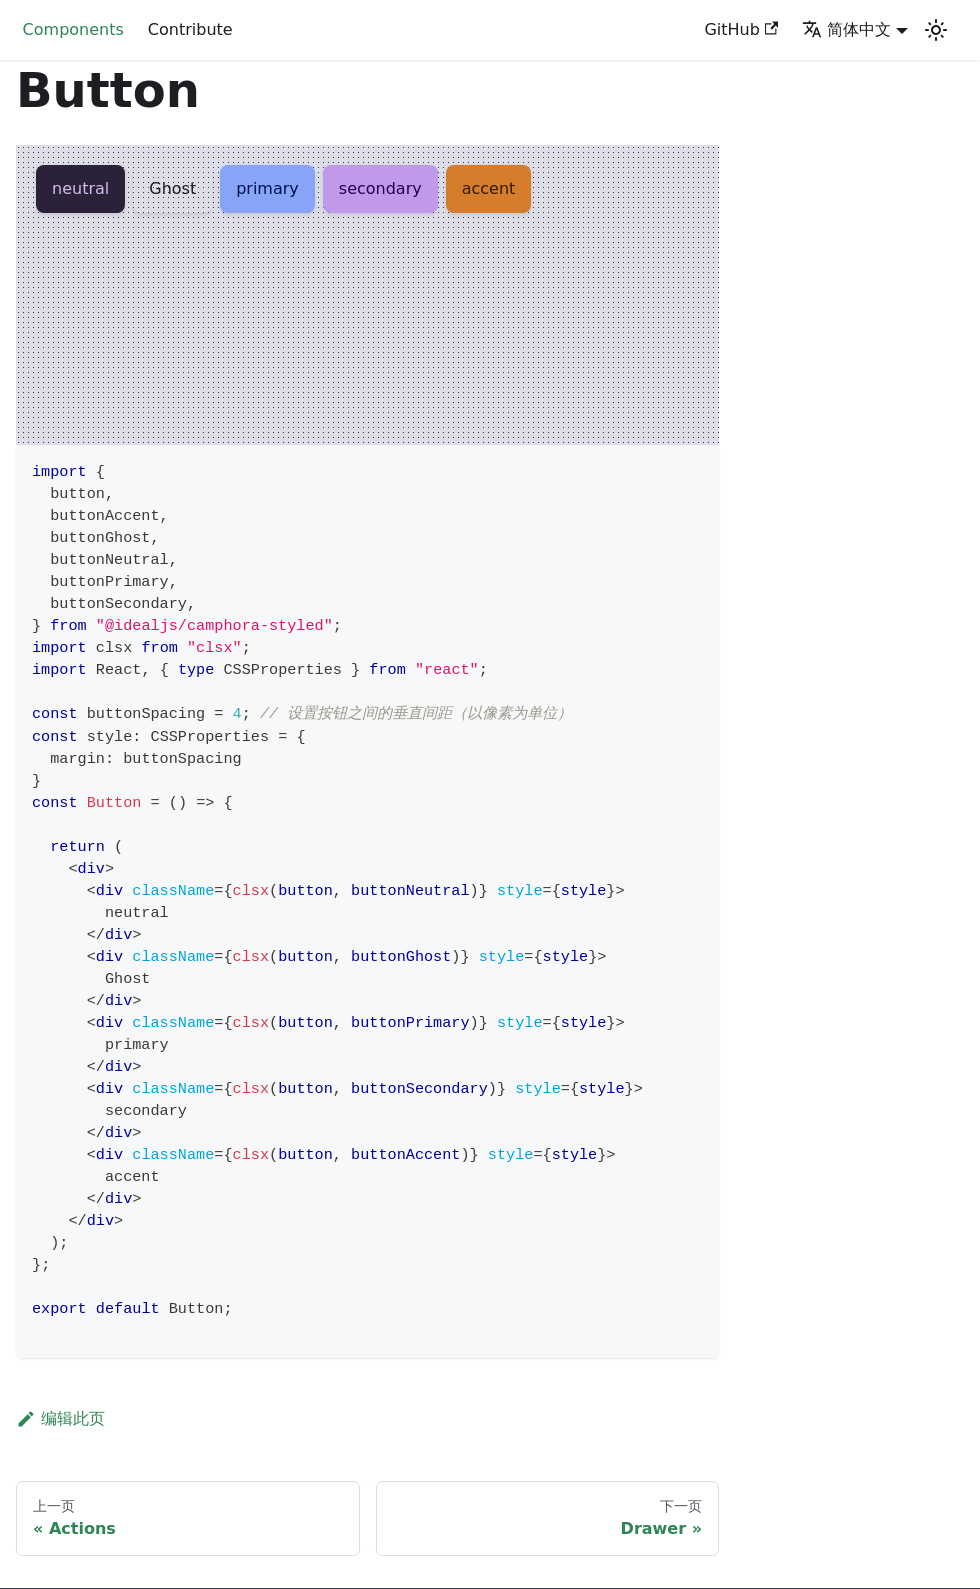 Components Contribute GitHub 简体中文
Button
neutral Ghost primary secondary accent
import {
  button,
  buttonAccent,
  buttonGhost,
  buttonNeutral,
  buttonPrimary,
  buttonSecondary,
} from "@idealjs/camphora-styled";
import clsx from "clsx";
import React, { type CSSProperties } from "react";

const buttonSpacing = 4; // 设置按钮之间的垂直间距（以像素为单位）
const style: CSSProperties = {
  margin: buttonSpacing
}
const Button = () => {

  return (
    <div>
      <div className={clsx(button, buttonNeutral)} style={style}>
        neutral
      </div>
      <div className={clsx(button, buttonGhost)} style={style}>
        Ghost
      </div>
      <div className={clsx(button, buttonPrimary)} style={style}>
        primary
      </div>
      <div className={clsx(button, buttonSecondary)} style={style}>
        secondary
      </div>
      <div className={clsx(button, buttonAccent)} style={style}>
        accent
      </div>
    </div>
  );
};

export default Button;
编辑此页
上一页
« Actions
下一页
Drawer »